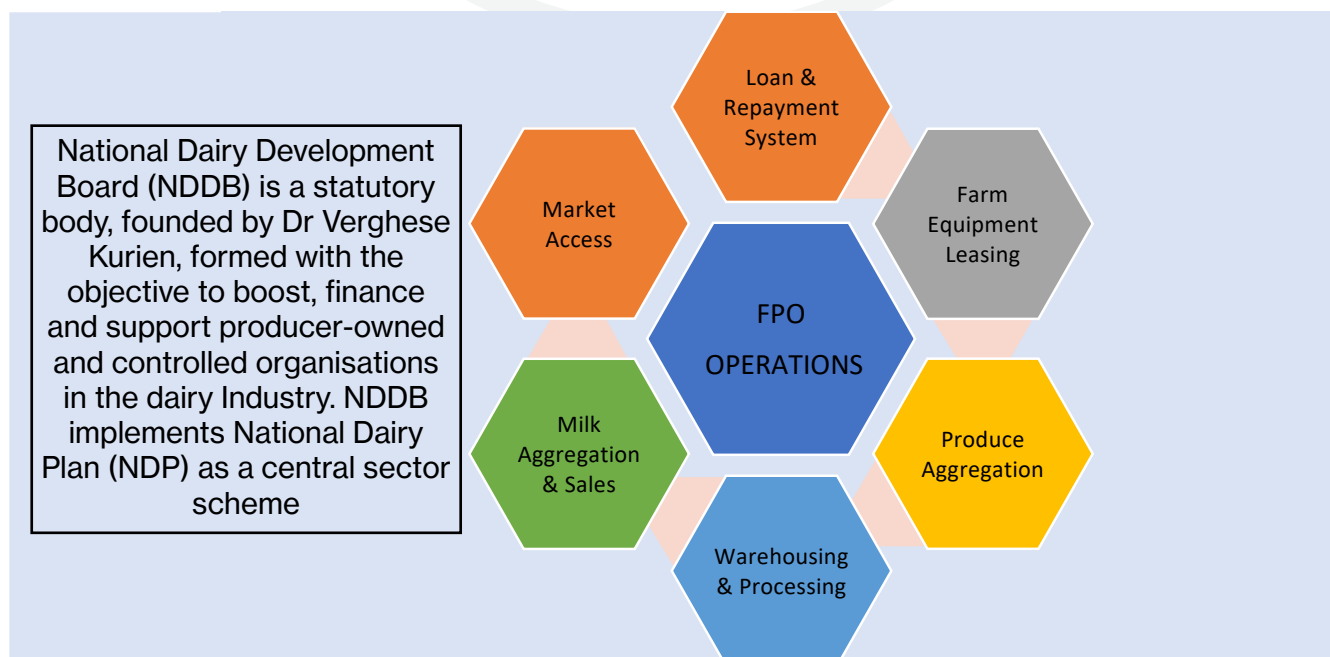 National Dairy Development
Board (NDDB) is a statutory
body, founded by Dr Verghese
Kurien, formed with the
objective to boost, finance
and support producer-owned
and controlled organisations
in the dairy Industry. NDDB
implements National Dairy
Plan (NDP) as a central sector
scheme
Loan &
Repayment
System
Farm
Equipment
Leasing
Produce
Aggregation
Warehousing
& Processing
Milk
Aggregation
& Sales
Market
Access
FPO
OPERATIONS